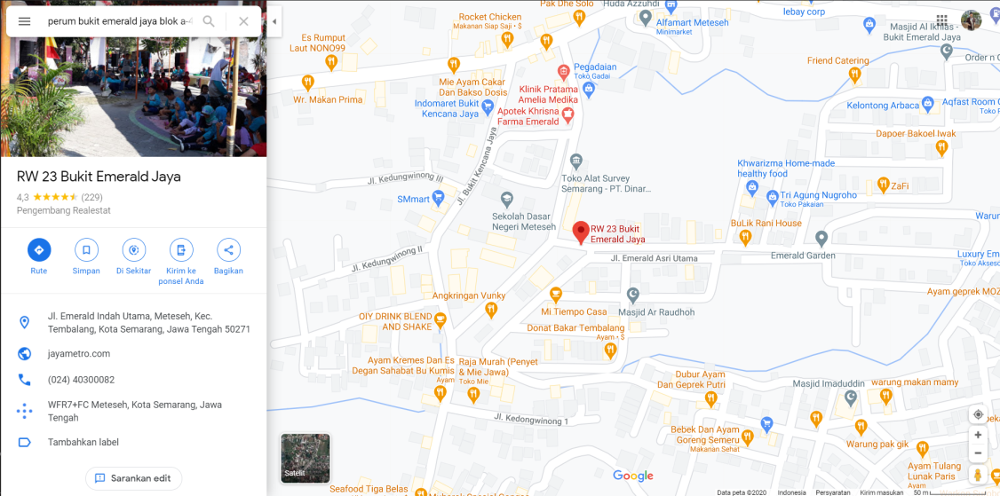 perum bukit emerald jaya blok a-4
RW 23 Bukit Emerald Jaya
4,3 (229)
Pengembang Realestat
Rute
Simpan
Di Sekitar
Kirim ke
ponsel Anda
Bagikan
Jl. Emerald Indah Utama, Meteseh, Kec.
Tembalang, Kota Semarang, Jawa Tengah 50271
jayametro.com
(024) 40300082
WFR7+FC Meteseh, Kota Semarang, Jawa
Tengah
Tambahkan label
Sarankan edit
Pak Dhe Solo
Huda Azzuhdi
lebay corp
Rocket Chicken
Makanan Siap Saji • $
Alfamart Meteseh
Minimarket
Masjid Al Ikhlas -
Bukit Emerald Jaya
Es Rumput
Laut NONO99
Order n
Friend Catering
Pegadaian
Toko Gadai
Mie Ayam Cakar
Dan Bakso Dosis
Wr. Makan Prima
Klinik Pratama
Amelia Medika
Indomaret Bukit
Kencana Jaya
Apotek Khrisna
Farma Emerald
Kelontong Arbaca
Aqfast Room
Dapoer Bakoel Iwak
Jl. Bukit Kencana Jaya
Jl. Kedungwinong III
Toko Alat Survey
Semarang - PT. Dinar...
Khwarizma Home-made
healthy food
ZaFi
SMmart
Tri Agung Nugroho
Toko Pakaian
Sekolah Dasar
Negeri Meteseh
RW 23 Bukit
Emerald Jaya
BuLik Rani House
Emerald Garden
Jl. Kedungwinong II
Jl. Emerald Asri Utama
Luxury Em
Toko Akseso
Angkringan Vunky
Ayam geprek MOZ
Mi Tiempo Casa
Masjid Ar Raudhoh
OIY DRINK BLEND
AND SHAKE
Donat Bakar Tembalang
Ayam • $
Ayam Kremes Dan Es
Degan Sahabat Bu Kumis
Ayam
Raja Murah (Penyet
& Mie Jawa)
Toko Mie
Dubur Ayam
Dan Geprek Putri
Masjid Imaduddin
warung makan mamy
Jl. Kedongwinong 1
Bebek Dan Ayam
Goreng Semeru
Makanan Sehat
Warung pak gik
Ayam Tulang
Lunak Paris
Ayam
Satelit
Google
Seafood Tiga Belas
Data peta ©2020
Indonesia
Persyaratan
Kirim masukan
50 m